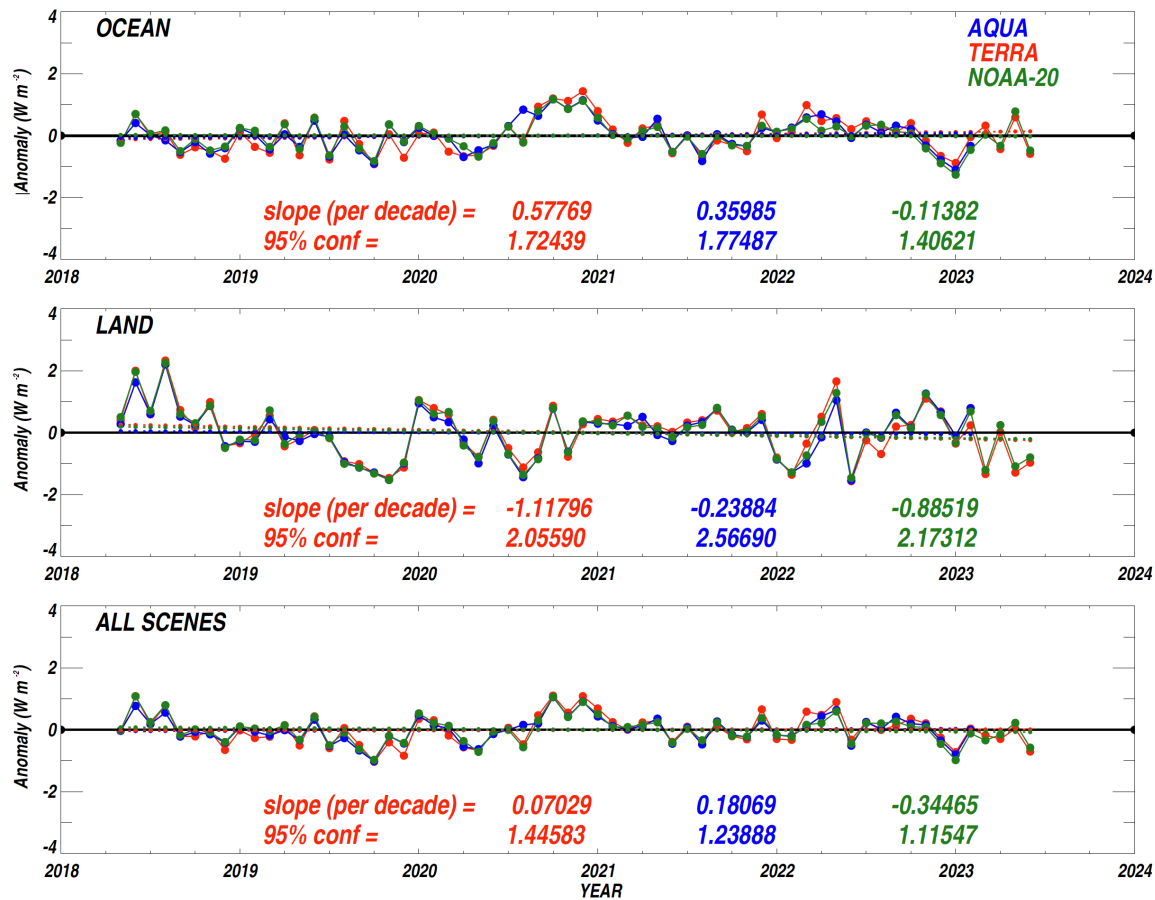 4
OCEAN
AQUA
TERRA
NOAA-20
2
|Anomaly (W m⁻²)
0
-2
slope (per decade) = 0.57769 0.35985 -0.11382
95% conf = 1.72439 1.77487 1.40621
-4
2018 2019 2020 2021 2022 2023 2024
4
LAND
2
Anomaly (W m⁻²)
0
-2
slope (per decade) = -1.11796 -0.23884 -0.88519
95% conf = 2.05590 2.56690 2.17312
-4
2018 2019 2020 2021 2022 2023 2024
4
ALL SCENES
2
Anomaly (W m⁻²)
0
-2
slope (per decade) = 0.07029 0.18069 -0.34465
95% conf = 1.44583 1.23888 1.11547
-4
2018 2019 2020 2021 2022 2023 2024
YEAR